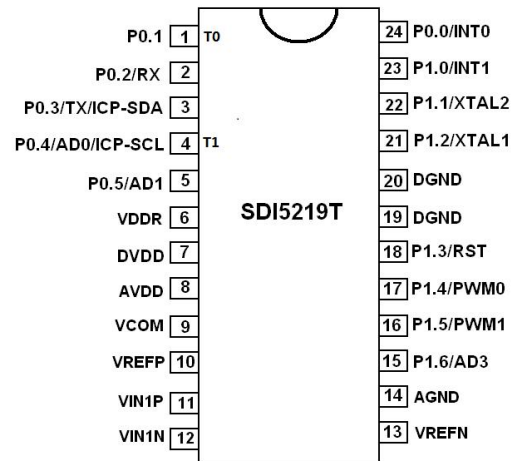 P0.1 1 T0 24 P0.0/INT0
P0.2/RX 2 23 P1.0/INT1
P0.3/TX/ICP-SDA 3 22 P1.1/XTAL2
P0.4/AD0/ICP-SCL 4 T1 21 P1.2/XTAL1
P0.5/AD1 5 20 DGND
SDI5219T
VDDR 6 19 DGND
DVDD 7 18 P1.3/RST
AVDD 8 17 P1.4/PWM0
VCOM 9 16 P1.5/PWM1
VREFP 10 15 P1.6/AD3
VIN1P 11 14 AGND
VIN1N 12 13 VREFN